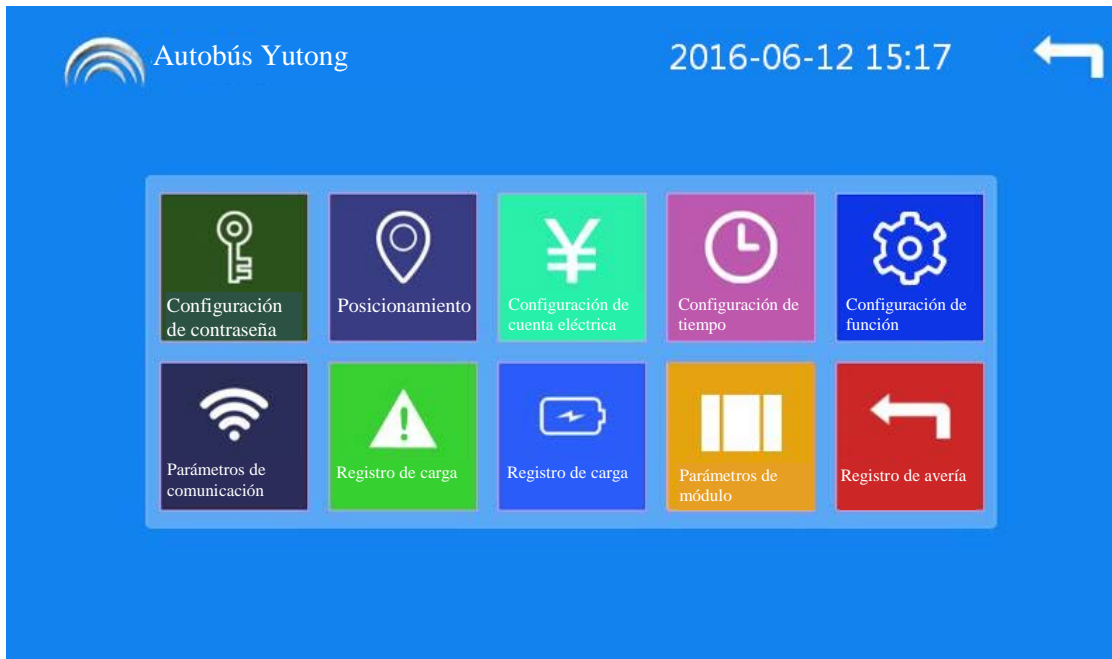 Autobús Yutong
2016-06-12 15:17
Configuración
de contraseña
Posicionamiento
¥
Configuración de
cuenta eléctrica
Configuración de
tiempo
Configuración de
función
Parámetros de
comunicación
Registro de carga
Registro de carga
Parámetros de
módulo
Registro de avería